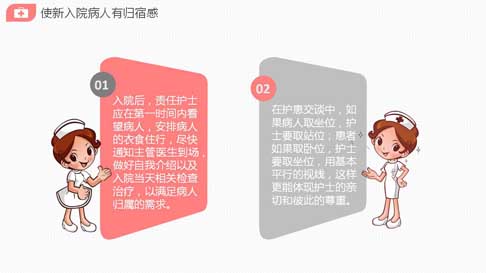 使新入院病人有归宿感
01
入院后，责任护士
应在第一时间内看
望病人，安排病人
的衣食住行，尽快
通知主管医生到场，
做好自我介绍以及
入院当天相关检查
治疗，以满足病人
归属的需求。
02
在护患交谈中，如
果病人取坐位，护
士要取站位；患者
如果取卧位，护士
要取坐位，用基本
平行的视线，这样
更能体现护士的亲
切和彼此的尊重。